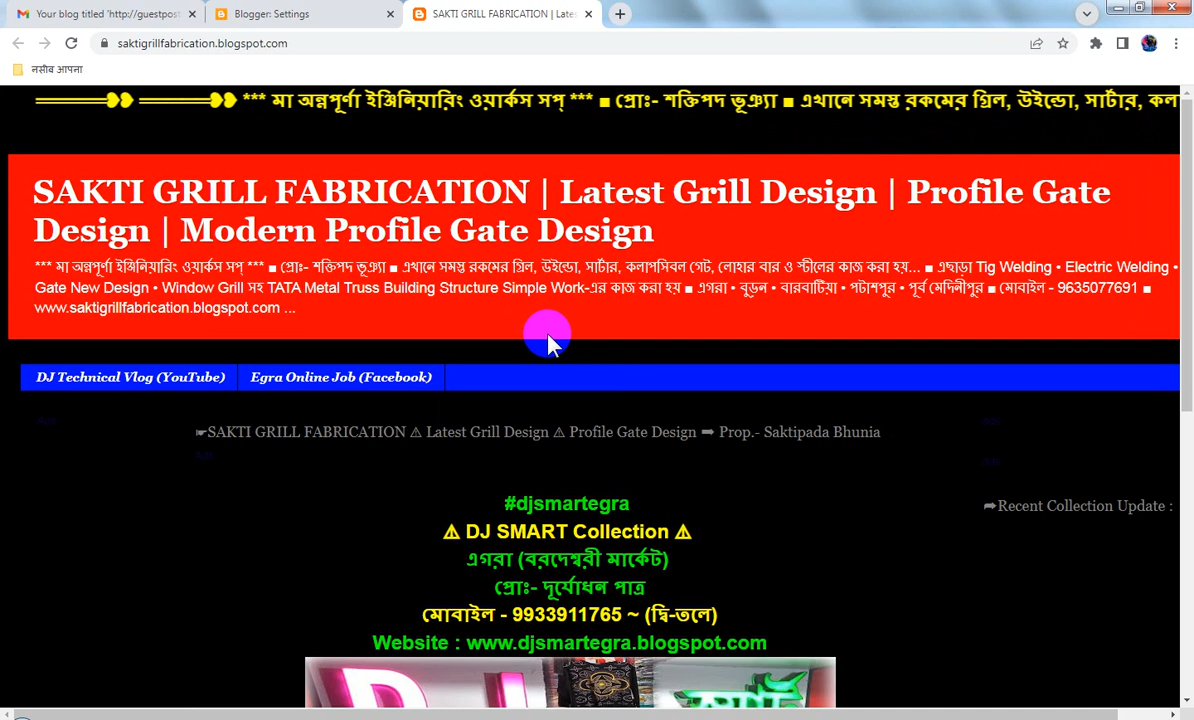 Your blog titled 'http://guestpost
Blogger: Settings
SAKTI GRILL FABRICATION | Late
saktigrillfabrication.blogspot.com
नसीब आपना
*** মা অন্নপূর্ণা ইঞ্জিনিয়ারিং ওয়ার্কস সপ্ *** ■ প্রোঃ- শক্তিপদ ভূঞ্যা ■ এখানে সমস্ত রকমের গ্রিল, উইন্ডো, সার্টার, কল
SAKTI GRILL FABRICATION | Latest Grill Design | Profile Gate
Design | Modern Profile Gate Design
*** মা অন্নপূর্ণা ইঞ্জিনিয়ারিং ওয়ার্কস সপ্ *** ■ প্রোঃ- শক্তিপদ ভূঞ্যা ■ এখানে সমস্ত রকমের গ্রিল, উইন্ডো, সার্টার, কলাপসিবল গেট, লোহার বার ও স্টীলের কাজ করা হয়... ■ এছাড়া Tig Welding • Electric Welding •
Gate New Design • Window Grill সহ TATA Metal Truss Building Structure Simple Work-এর কাজ করা হয় ■ এগরা • বুড়ন • বারবাটিয়া • পটাশপুর • পূর্ব মেদিনীপুর ■ মোবাইল - 9635077691 ■
www.saktigrillfabrication.blogspot.com ...
DJ Technical Vlog (YouTube) Egra Online Job (Facebook)
☛SAKTI GRILL FABRICATION ⚠ Latest Grill Design ⚠ Profile Gate Design ➡ Prop.- Saktipada Bhunia
#djsmartegra
⚠ DJ SMART Collection ⚠
➦Recent Collection Update :
এগরা (বরদেশ্বরী মার্কেট)
প্রোঃ- দূর্যোধন পাত্র
মোবাইল - 9933911765 ~ (দ্বি-তলে)
Website : www.djsmartegra.blogspot.com